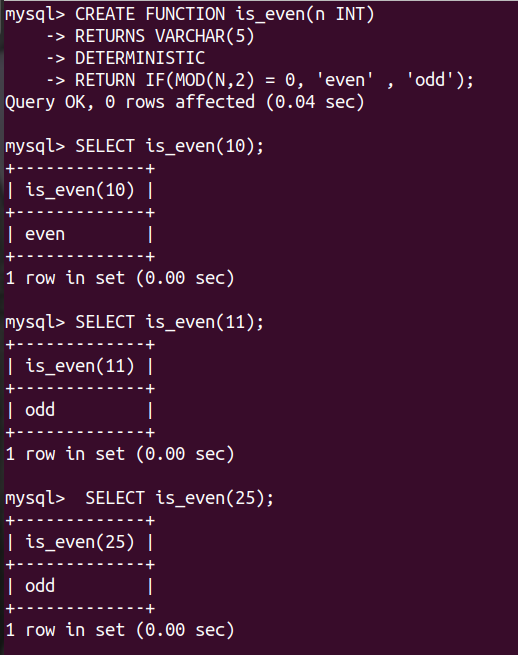 mysql> CREATE FUNCTION is_even(n INT)
    -> RETURNS VARCHAR(5)
    -> DETERMINISTIC
    -> RETURN IF(MOD(N,2) = 0, 'even' , 'odd');
Query OK, 0 rows affected (0.04 sec)

mysql> SELECT is_even(10);
+-------------+
| is_even(10) |
+-------------+
| even        |
+-------------+
1 row in set (0.00 sec)

mysql> SELECT is_even(11);
+-------------+
| is_even(11) |
+-------------+
| odd         |
+-------------+
1 row in set (0.00 sec)

mysql>  SELECT is_even(25);
+-------------+
| is_even(25) |
+-------------+
| odd         |
+-------------+
1 row in set (0.00 sec)